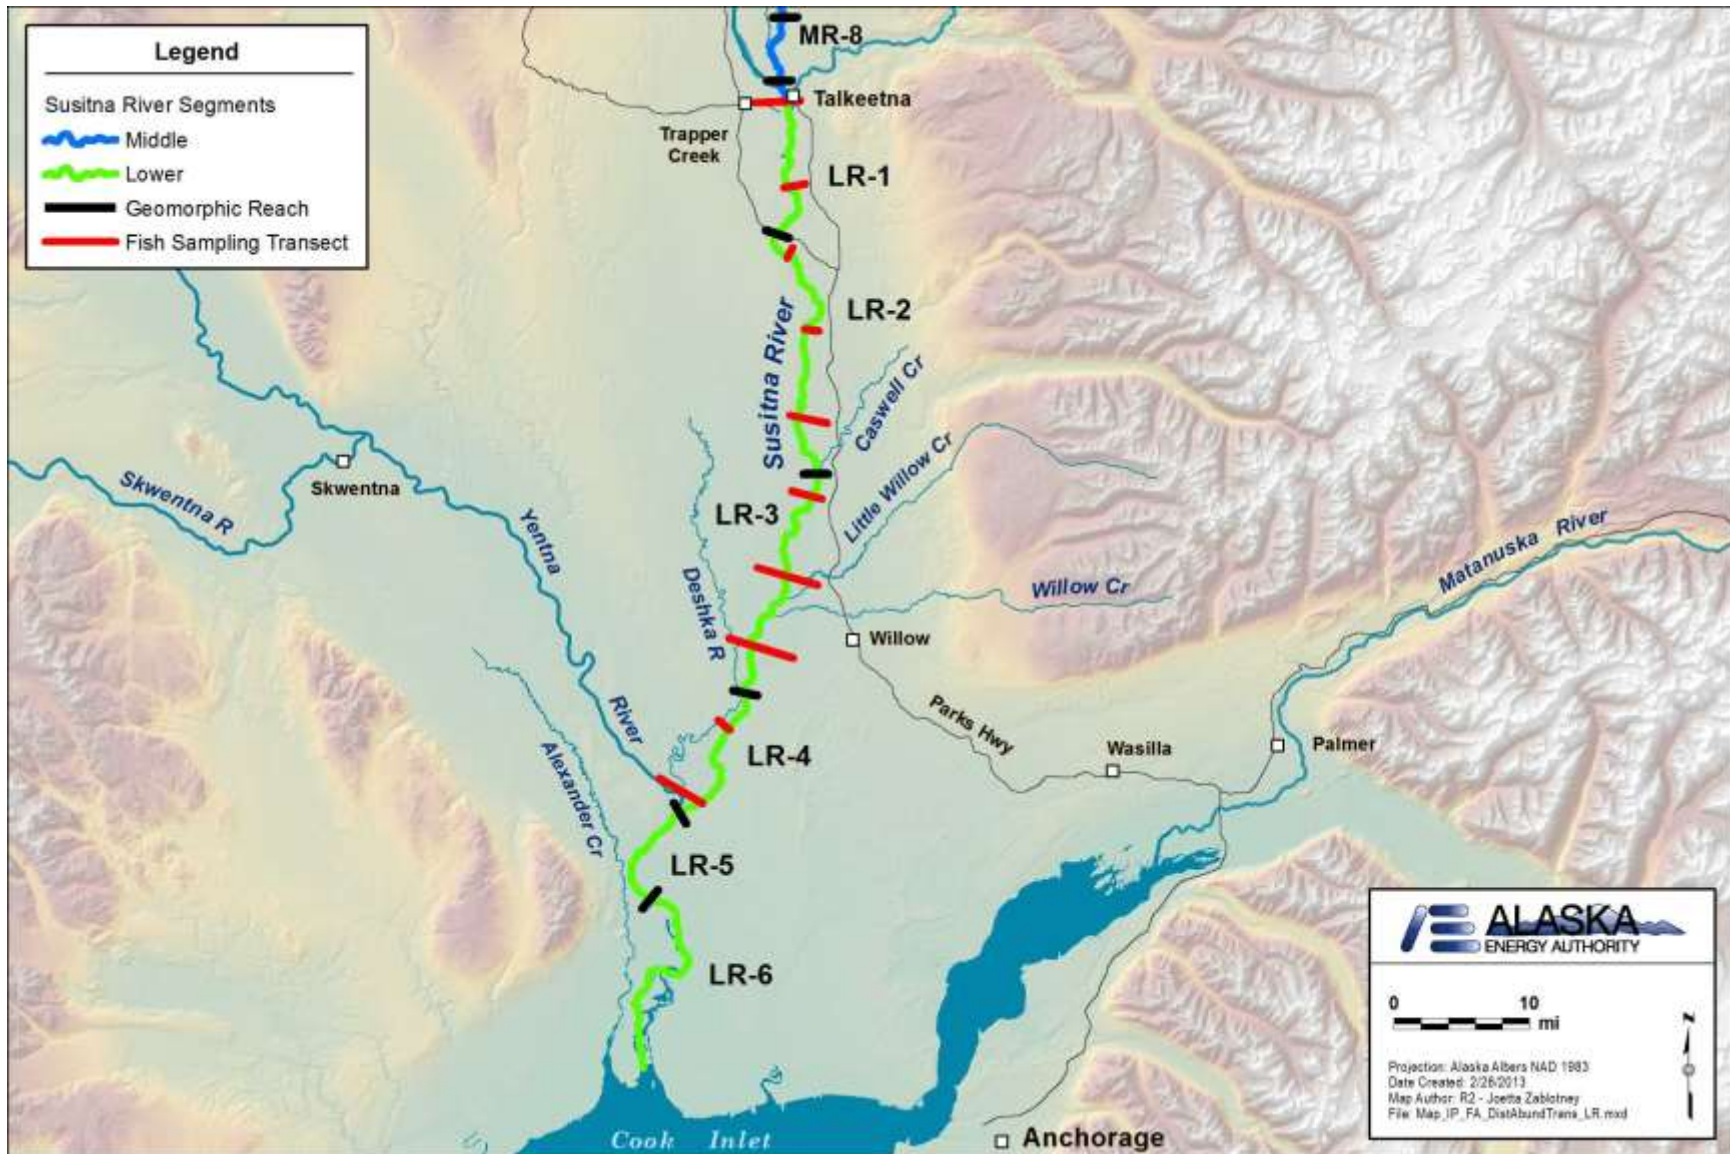 Legend
Susitna River Segments
Middle
Lower
Geomorphic Reach
Fish Sampling Transect
MR-8
Talkeetna
Trapper
Creek
LR-1
LR-2
Susitna River
Caswell Cr
Little Willow Cr
LR-3
Skwentna R
Skwentna
Yentna
River
Deshka R
Willow Cr
Matanuska River
Willow
Parks Hwy
Wasilla
Palmer
LR-4
Alexander Cr
LR-5
LR-6
Cook Inlet
Anchorage
ALASKA
ENERGY AUTHORITY
0 10
mi
N
Projection: Alaska Albers NAD 1983
Date Created: 2/26/2013
Map Author: R2 - Joetta Zablotney
File: Map_IP_FA_DistAbundTrans_LR.mxd